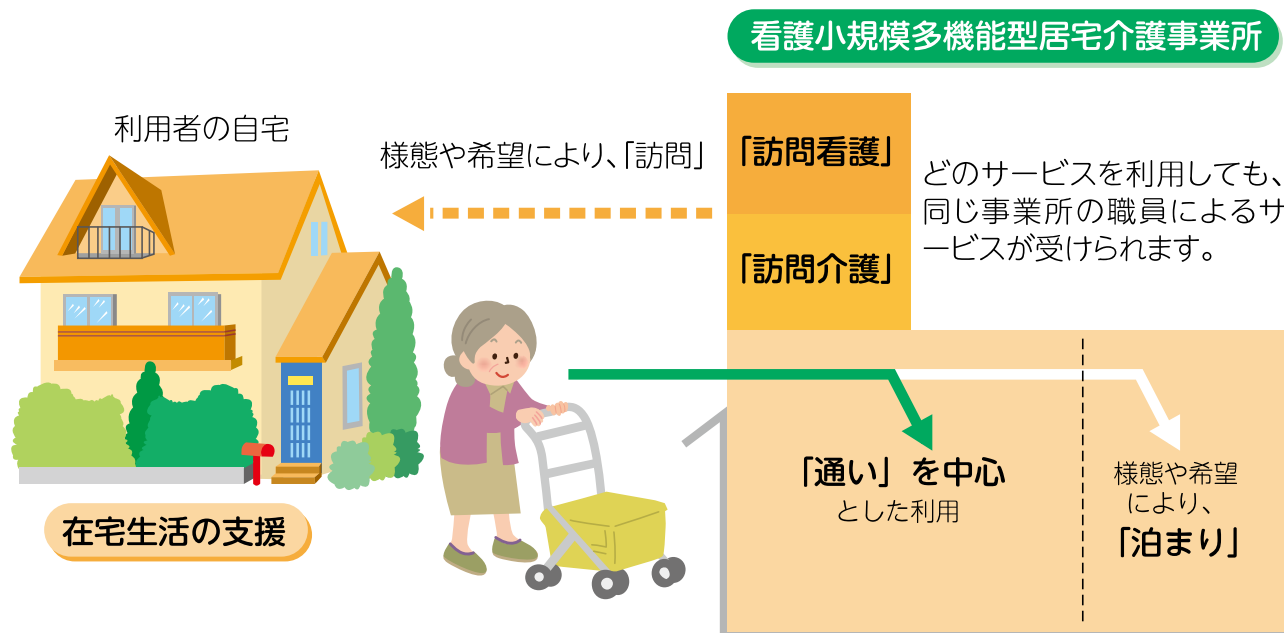 看護小規模多機能型居宅介護事業所
利用者の自宅
様態や希望により、「訪問」
「訪問看護」
「訪問介護」
どのサービスを利用しても、
同じ事業所の職員によるサ
ービスが受けられます。
「通い」を中心
とした利用
様態や希望
により、
「泊まり」
在宅生活の支援